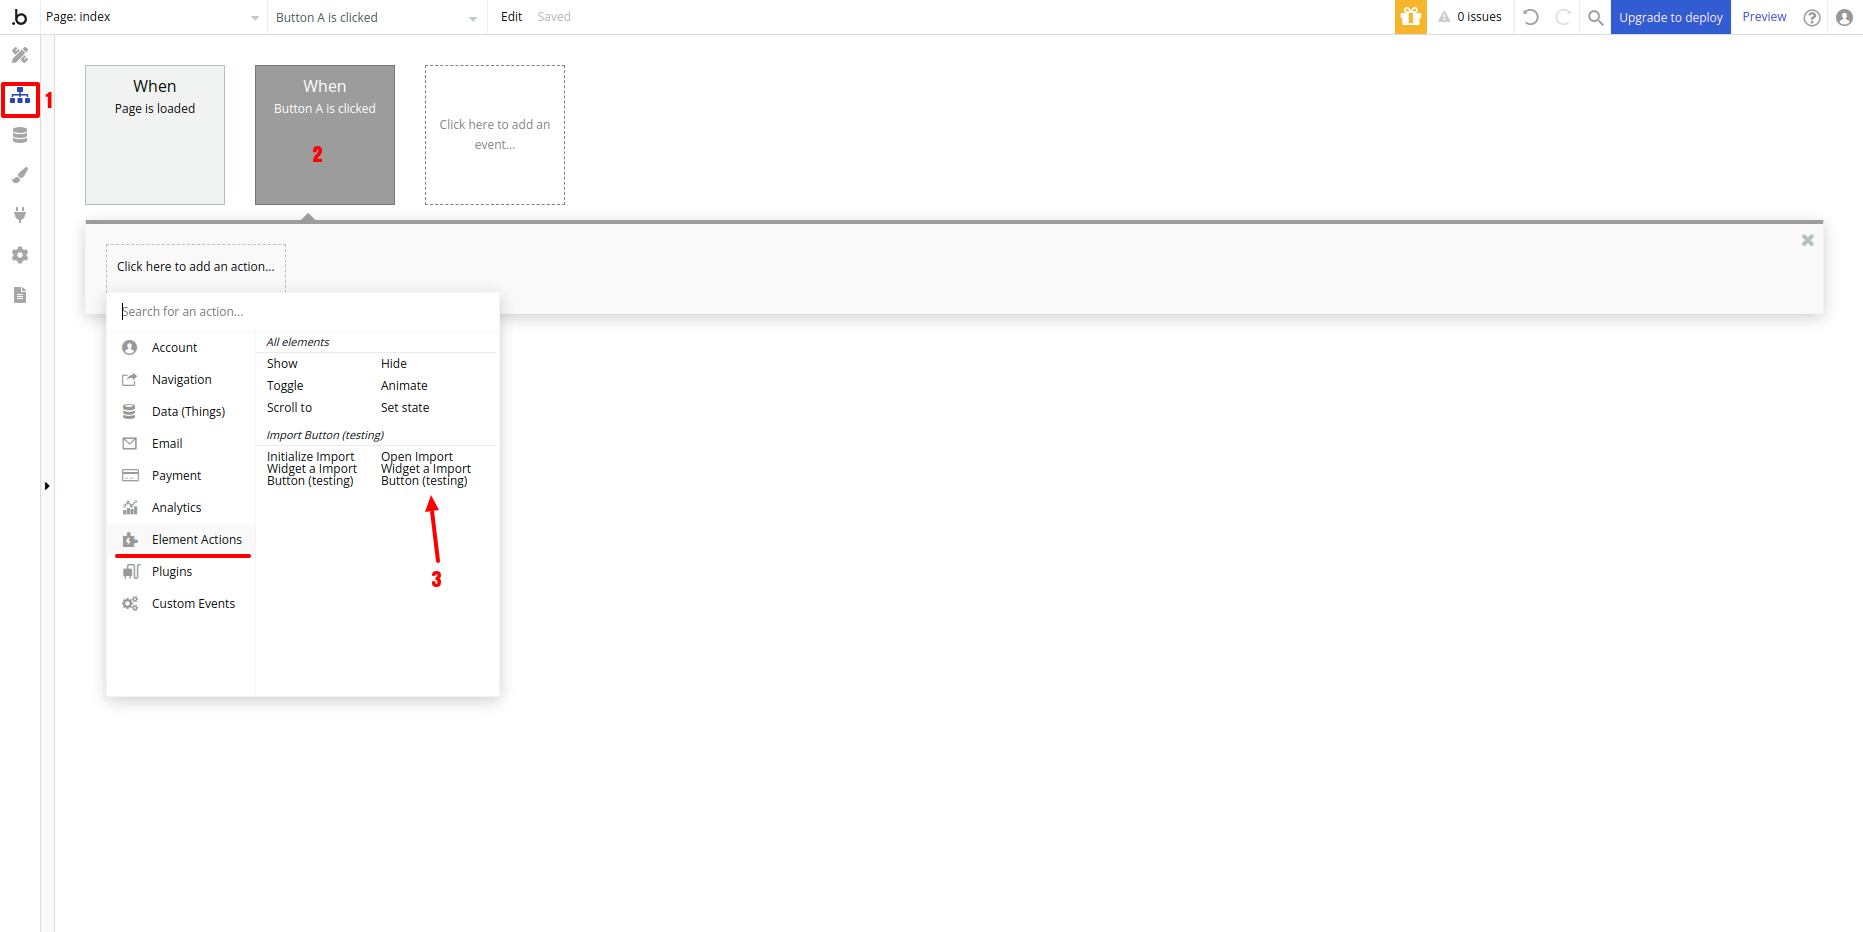 .b Page: index Button A is clicked Edit Saved 0 issues Upgrade to deploy Preview ?
1
When
Page is loaded
When
Button A is clicked
2
Click here to add an
event...
Click here to add an action...
Search for an action...
Account
Navigation
Data (Things)
Email
Payment
Analytics
Element Actions
Plugins
Custom Events
All elements
Show Hide
Toggle Animate
Scroll to Set state
Import Button (testing)
Initialize Import
Widget a Import
Button (testing)
Open Import
Widget a Import
Button (testing)
3